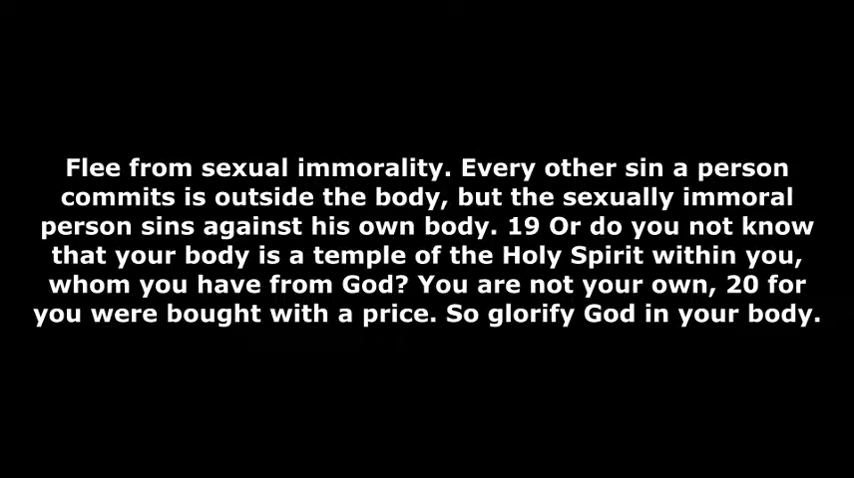 Flee from sexual immorality. Every other sin a person
commits is outside the body, but the sexually immoral
person sins against his own body. 19 Or do you not know
that your body is a temple of the Holy Spirit within you,
whom you have from God? You are not your own, 20 for
you were bought with a price. So glorify God in your body.